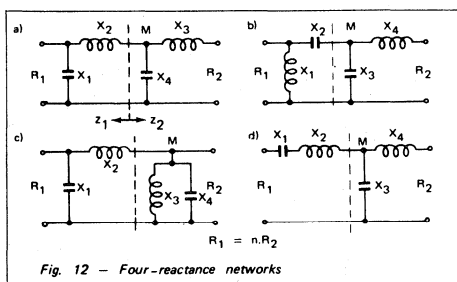 a) X2 M X3
R1 X1 X4 R2
z1 z2
b) X2 M X4
R1 X1 X3 R2
c) X2 M
R1 X1 X3 X4 R2
d) X1 X2 M X4
R1 X3 R2
R1 = n.R2
Fig. 12 – Four-reactance networks